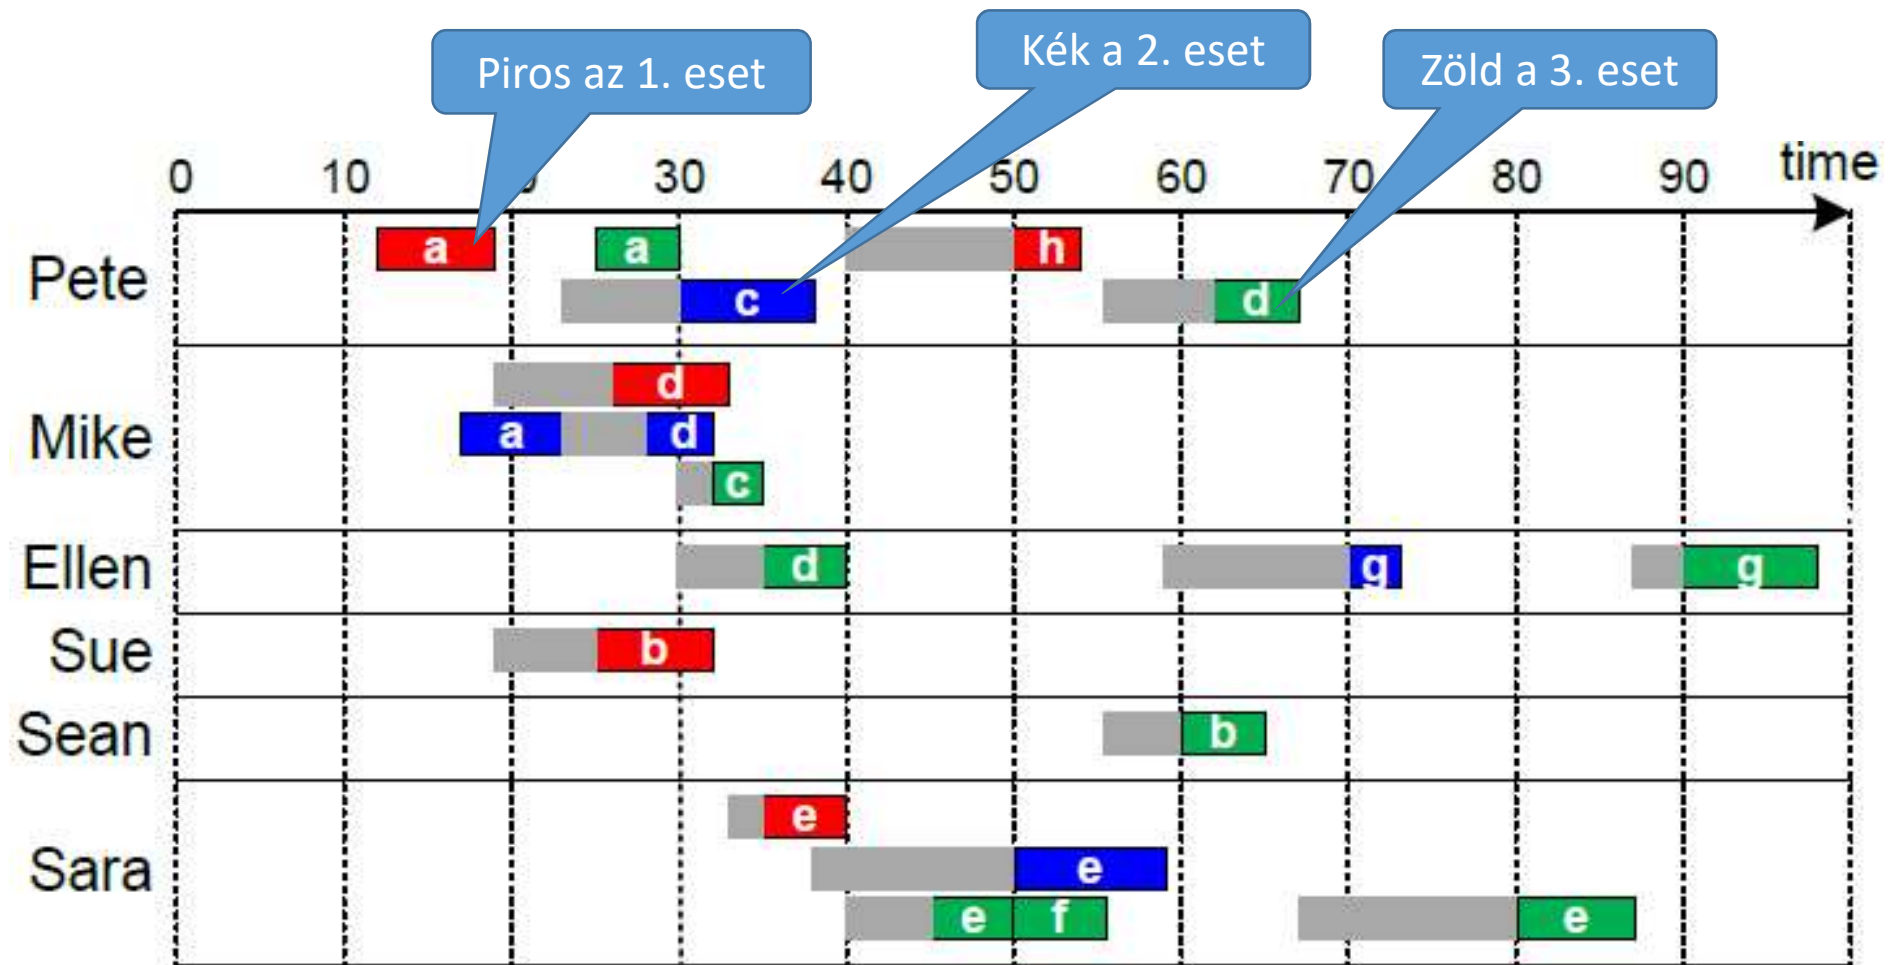 Piros az 1. eset
Kék a 2. eset
Zöld a 3. eset
0 10 0 30 40 50 60 70 80 90 time
Pete
a
a
h
c
d
Mike
d
a d
c
Ellen
d g g
Sue
b
Sean
b
Sara
e
e
e f e